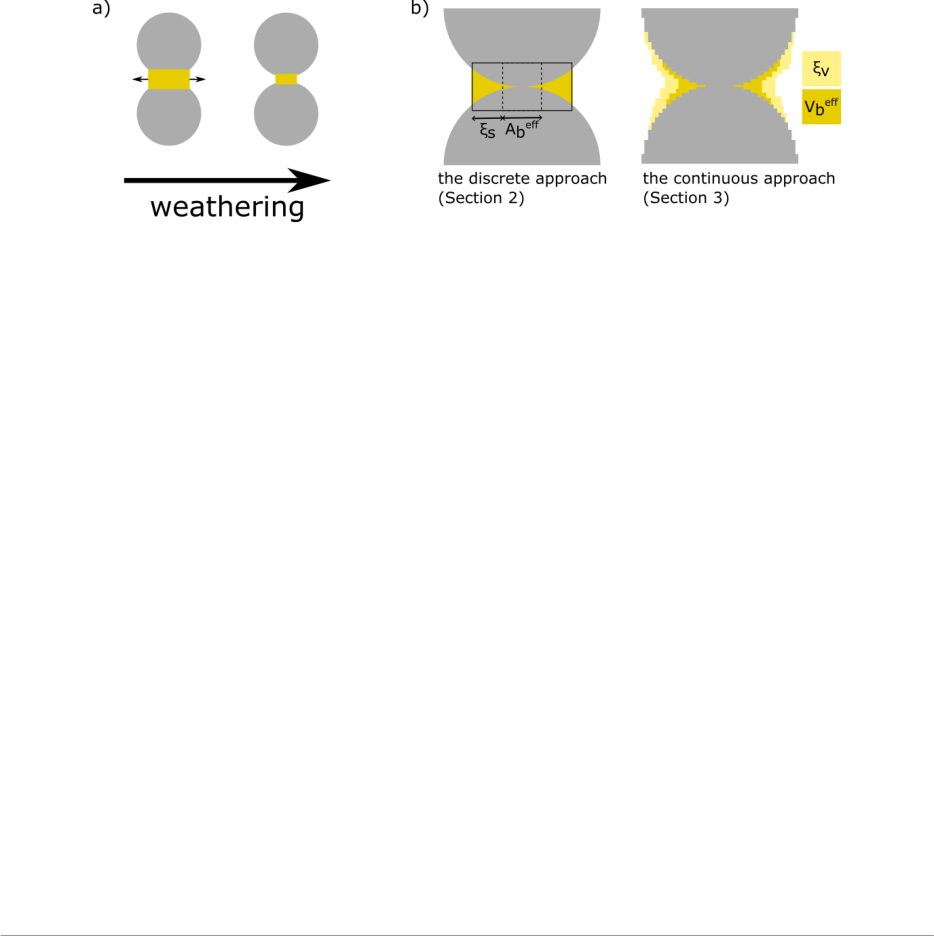 a)
b)
ξv
Vb^eff
ξs
Ab^eff
the discrete approach
(Section 2)
the continuous approach
(Section 3)
weathering